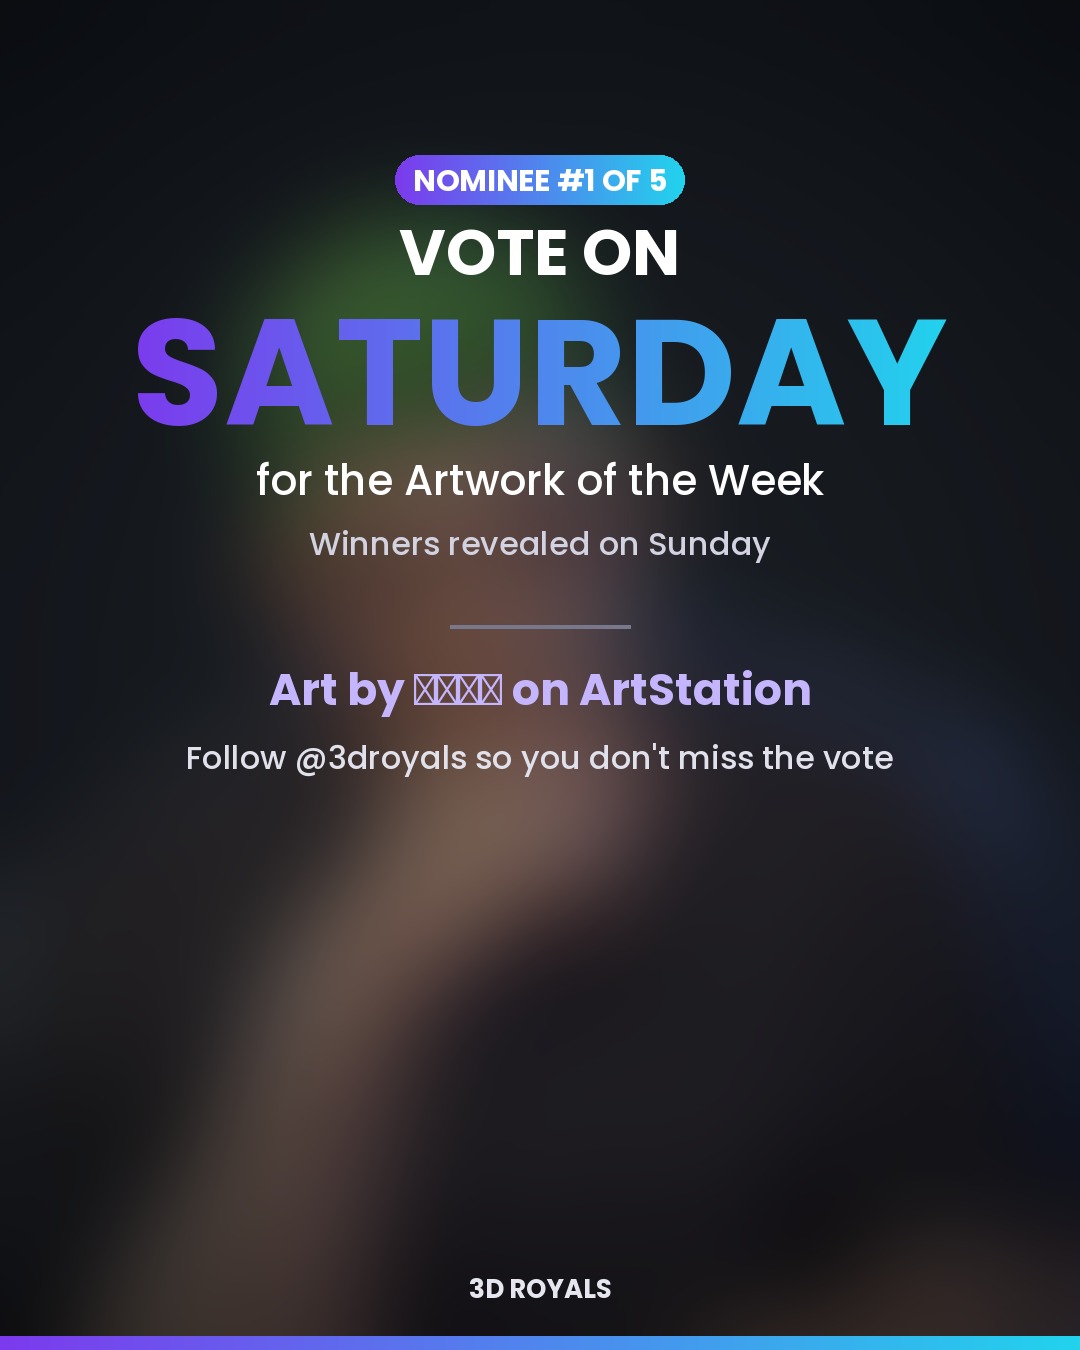 NOMINEE #1 OF 5
VOTE ON
SATURDAY
for the Artwork of the Week
Winners revealed on Sunday
Art by on ArtStation
Follow @3droyals so you don't miss the vote
3D ROYALS